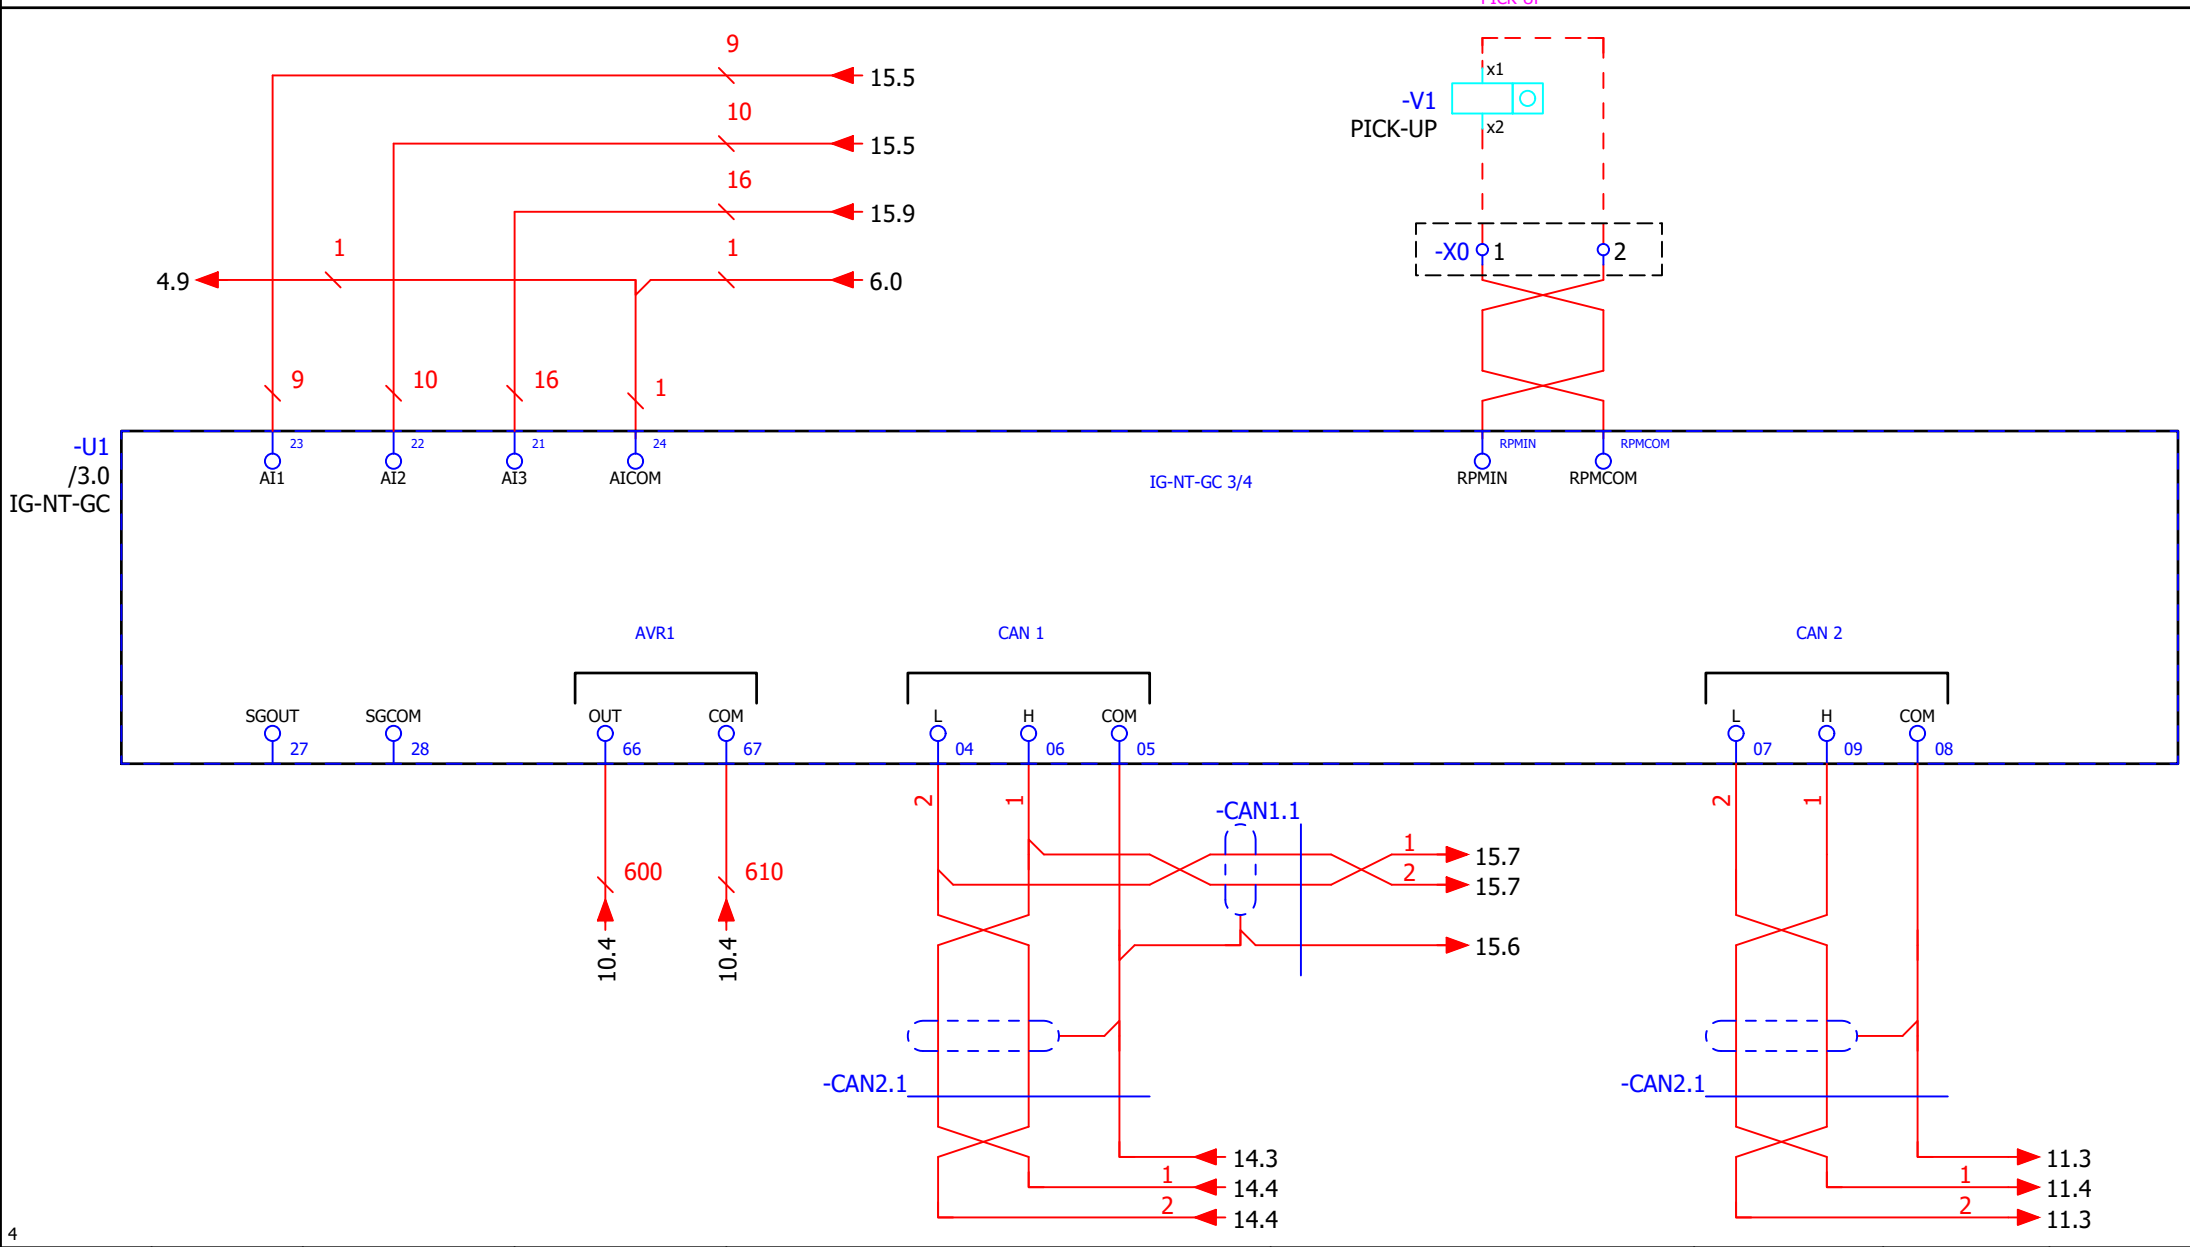 PICK-UP
9
15.5
10
15.5
16
15.9
1
1
4.9
6.0
9
10
16
1
x1
-V1
PICK-UP
x2
-X0
1
2
-U1
/3.0
IG-NT-GC
23
22
21
24
RPMIN
RPMCOM
AI1
AI2
AI3
AICOM
IG-NT-GC 3/4
RPMIN
RPMCOM
AVR1
CAN 1
CAN 2
SGOUT
SGCOM
OUT
COM
L
H
COM
L
H
COM
27
28
66
67
04
06
05
07
09
08
2
1
2
1
-CAN1.1
1
15.7
2
15.7
600
610
10.4
10.4
15.6
-CAN2.1
-CAN2.1
14.3
1
14.4
2
14.4
11.3
1
11.4
2
11.3
4